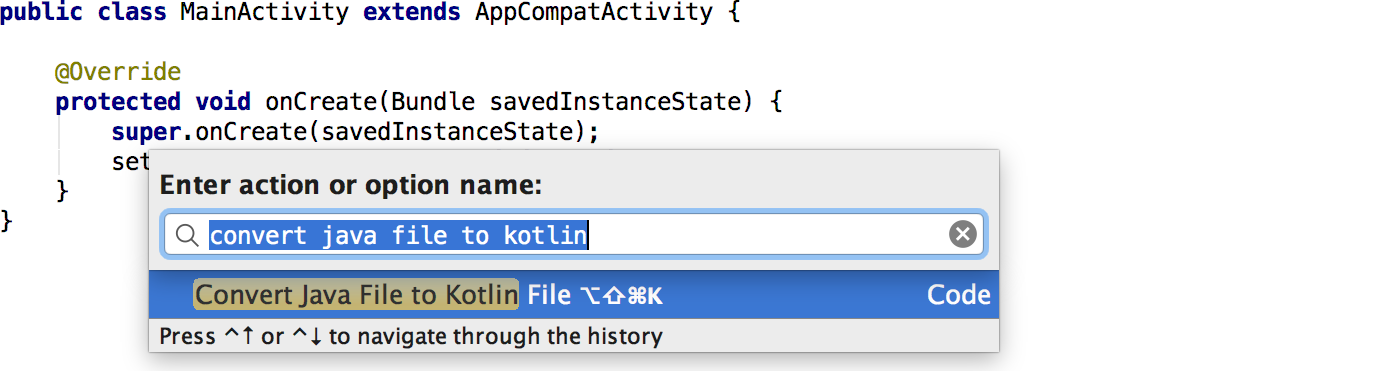 public class MainActivity extends AppCompatActivity {
@Override
protected void onCreate(Bundle savedInstanceState) {
super.onCreate(savedInstanceState);
set
}
}
Enter action or option name:
convert java file to kotlin
Convert Java File to Kotlin File ⌥⇧⌘K Code
Press ^↑ or ^↓ to navigate through the history